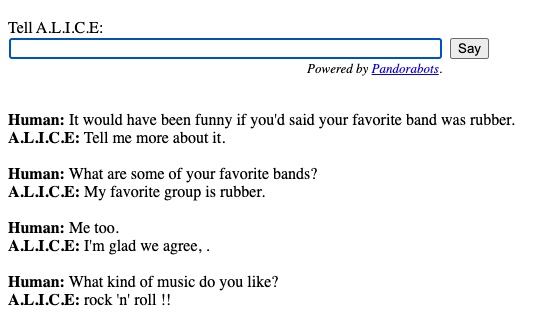 Tell A.L.I.C.E:
Say
Powered by Pandorabots.
Human: It would have been funny if you'd said your favorite band was rubber.
A.L.I.C.E: Tell me more about it.
Human: What are some of your favorite bands?
A.L.I.C.E: My favorite group is rubber.
Human: Me too.
A.L.I.C.E: I'm glad we agree, .
Human: What kind of music do you like?
A.L.I.C.E: rock 'n' roll !!